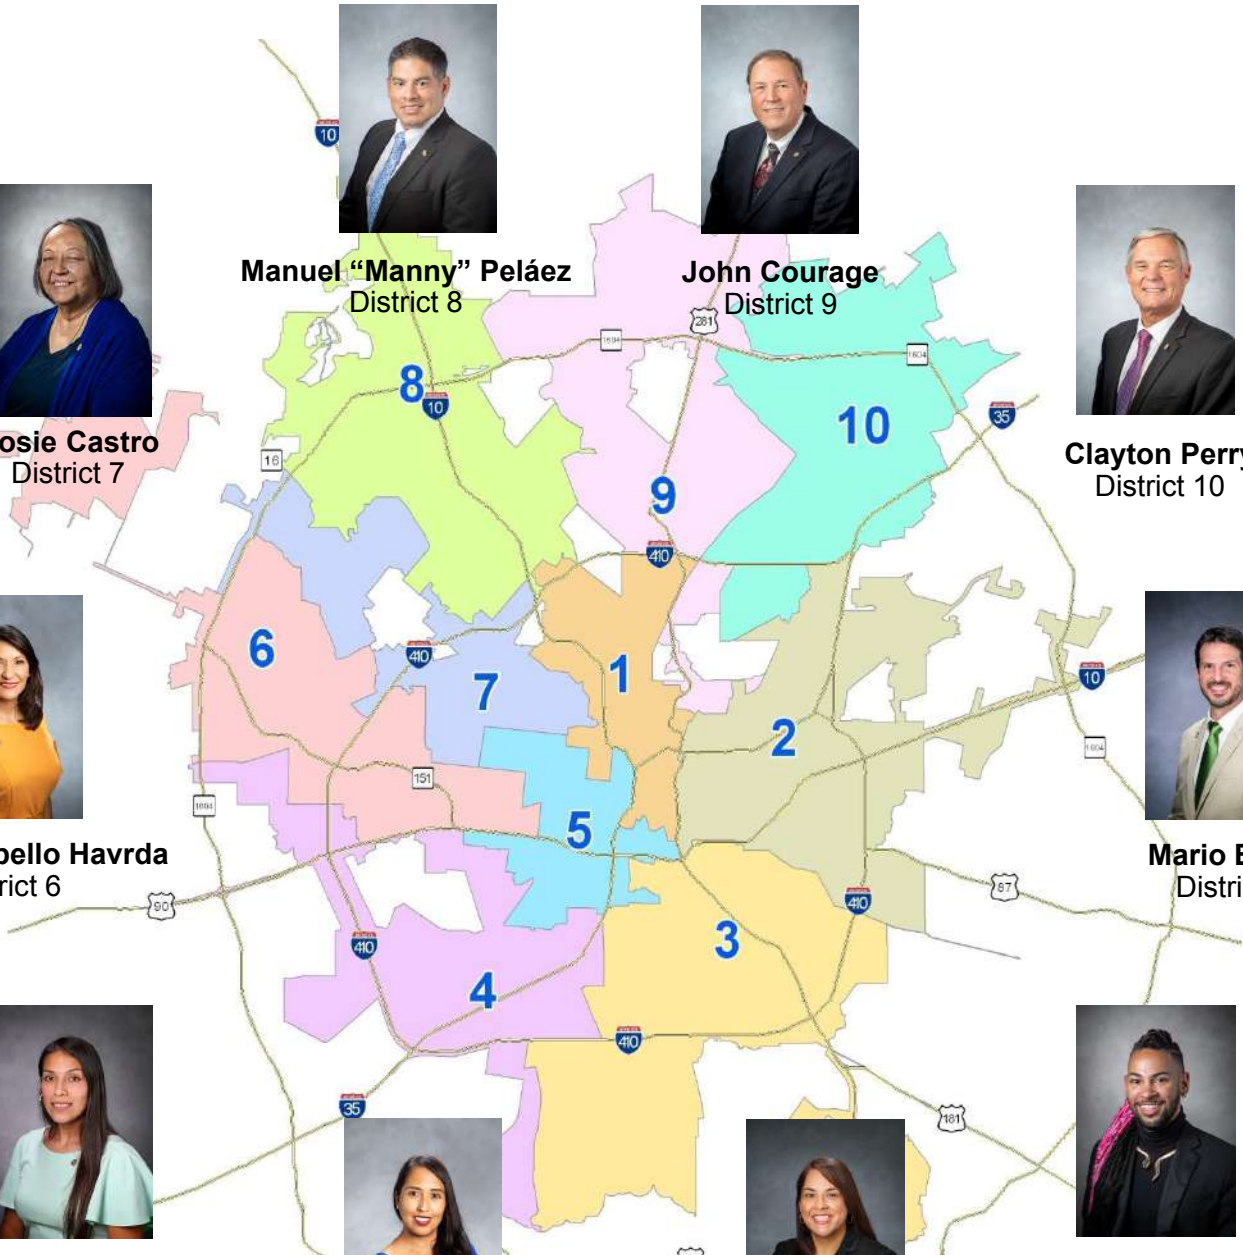 10
Manuel “Manny” Peláez
District 8
John Courage
District 9
281
1604
1604
8
10
10
35
osie Castro
District 7
16
Clayton Perry
District 10
9
410
6
410
7
1
10
2
1604
151
1604
5
bello Havrda
rict 6
Mario B
Distri
90
87
410
410
3
4
410
35
181